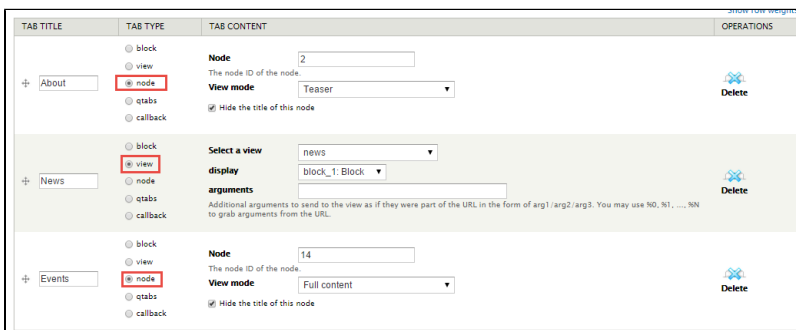 Show row weights
TAB TITLE TAB TYPE TAB CONTENT OPERATIONS
block
view
About
node
qtabs
callback
Node 2
The node ID of the node.
View mode Teaser
Hide the title of this node
Delete
block
view
News
node
qtabs
callback
Select a view news
display block_1: Block
arguments
Additional arguments to send to the view as if they were part of the URL in the form of arg1/arg2/arg3. You may use %0, %1, ..., %N
to grab arguments from the URL.
Delete
block
view
Events
node
qtabs
callback
Node 14
The node ID of the node.
View mode Full content
Hide the title of this node
Delete